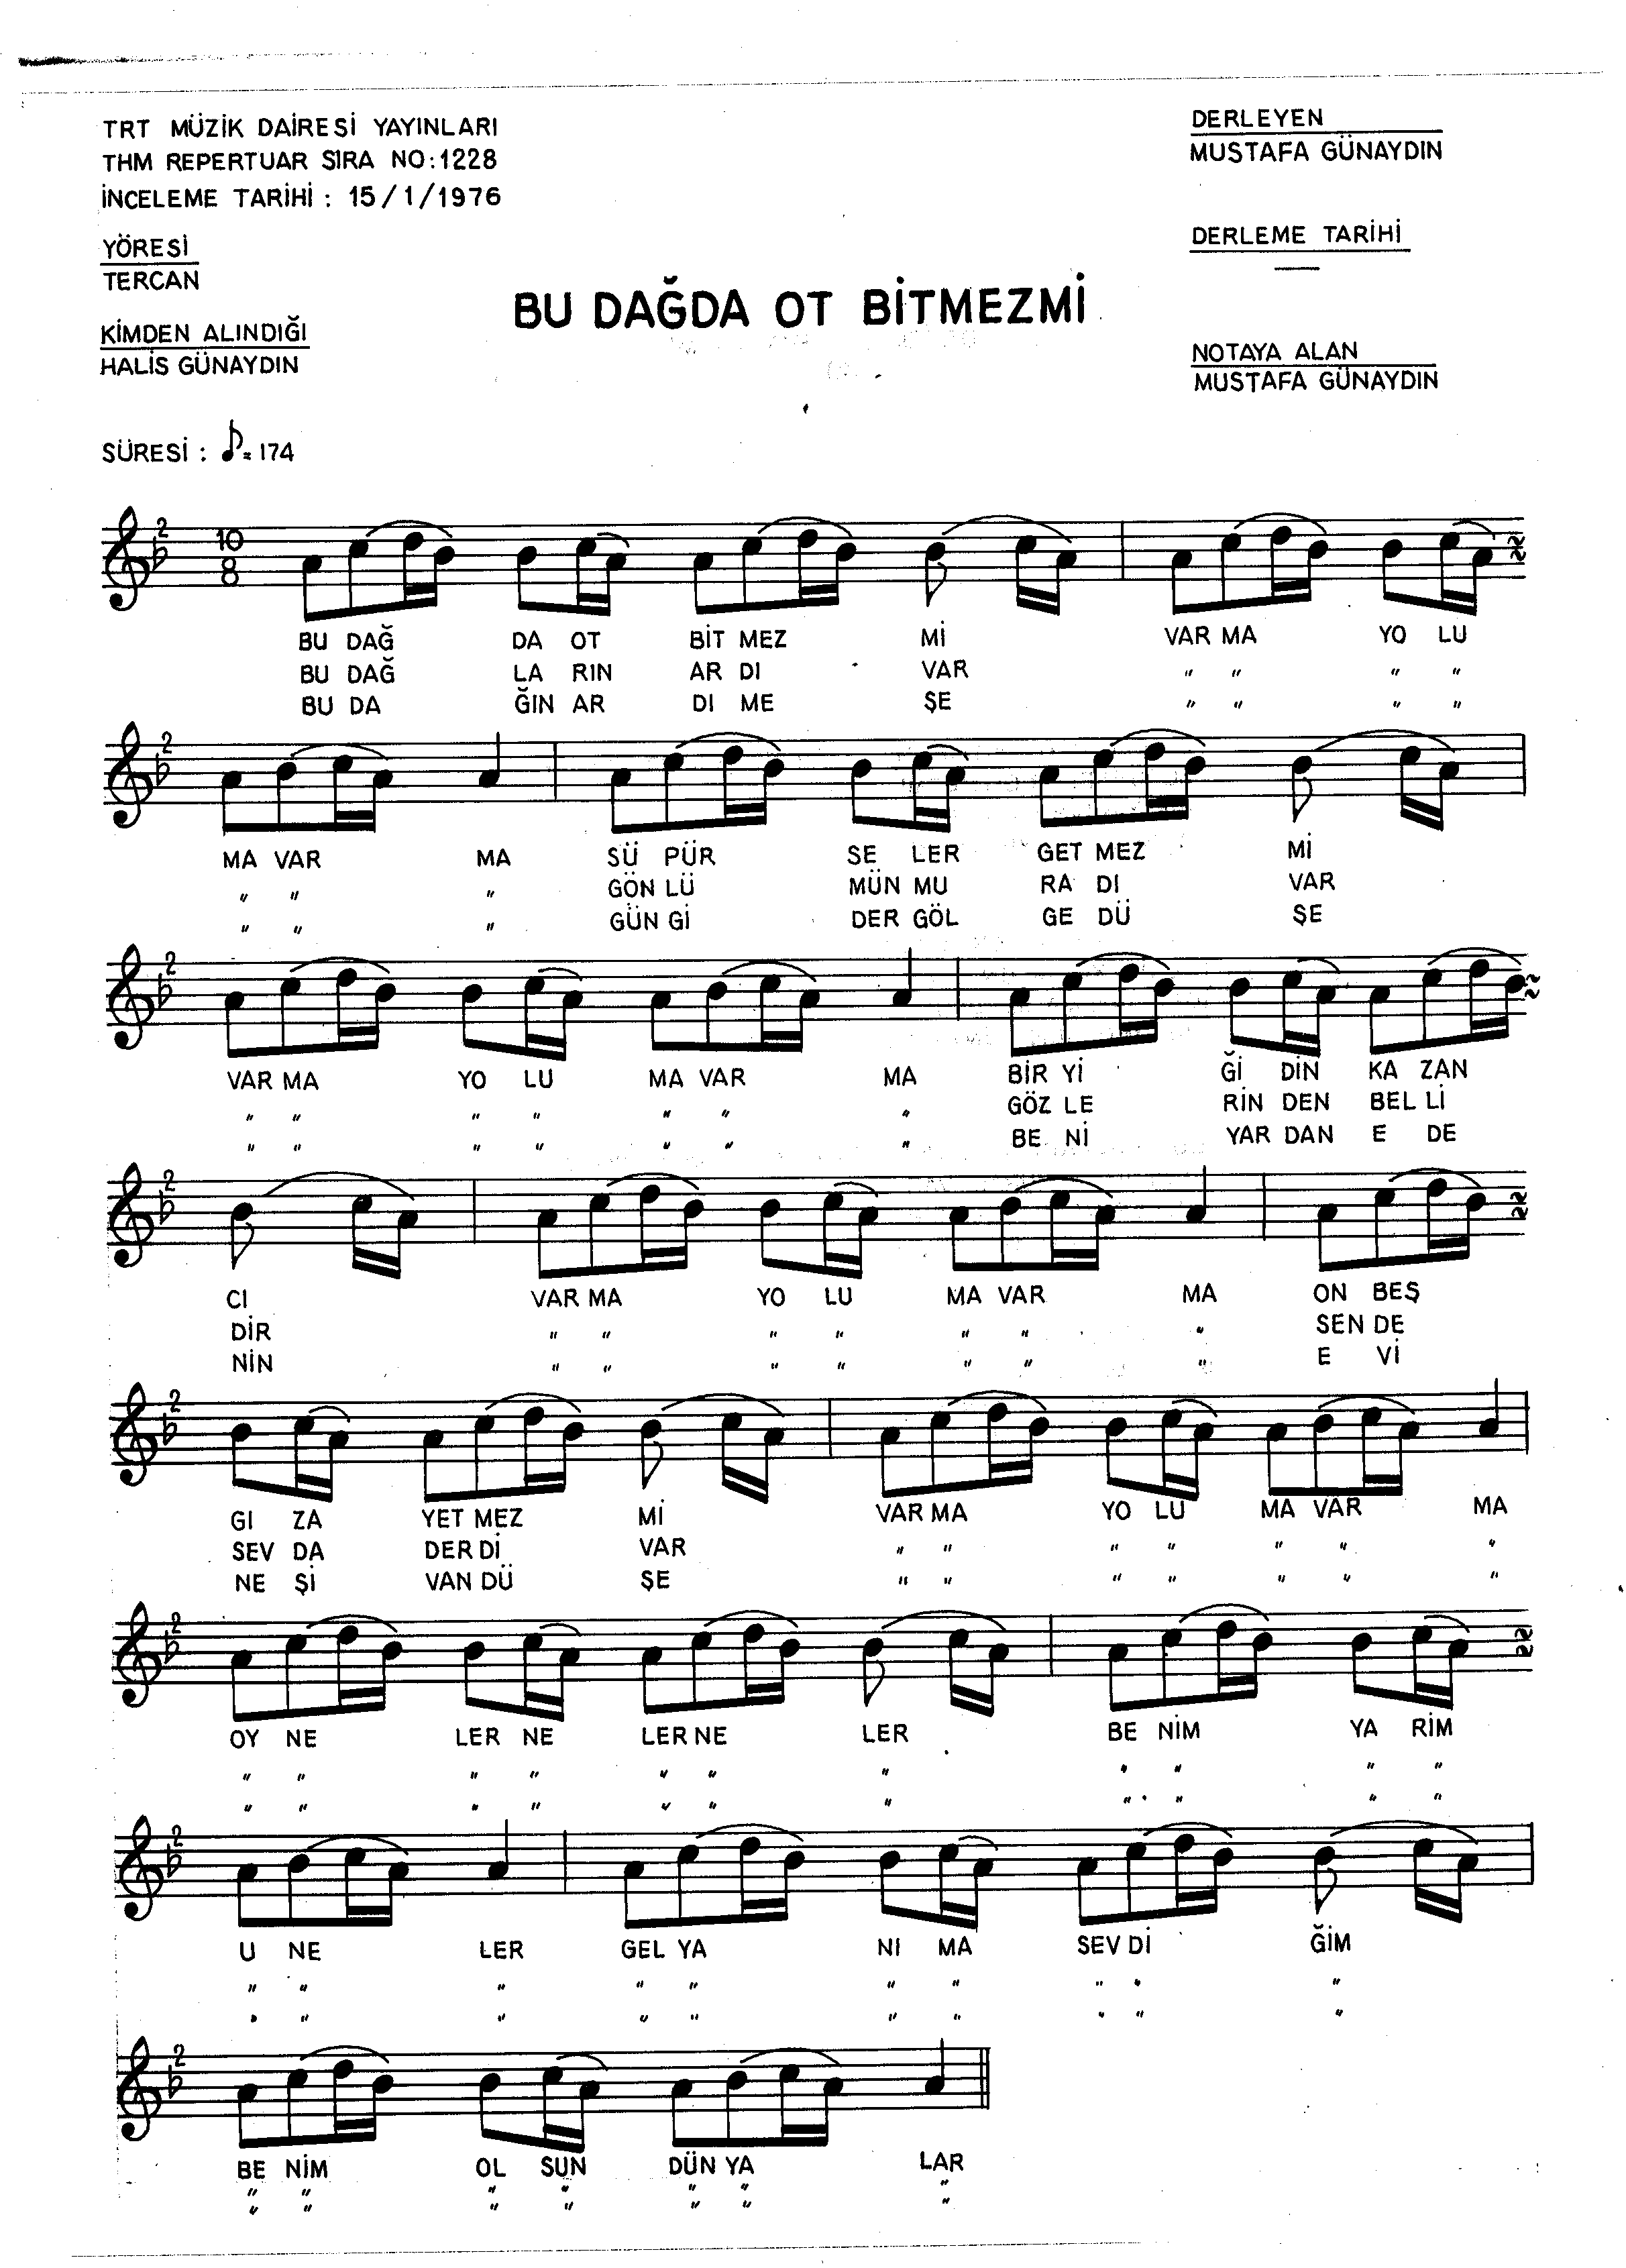 TRT MÜZİK DAİRESİ YAYINLARI
THM REPERTUAR SIRA NO:1228
İNCELEME TARİHİ : 15/1/1976
DERLEYEN
MUSTAFA GÜNAYDIN
YÖRESİ
TERCAN
DERLEME TARİHİ
—
BU DAĞDA OT BİTMEZMİ
KİMDEN ALINDIĞI
HALİS GÜNAYDIN
NOTAYA ALAN
MUSTAFA GÜNAYDIN
SÜRESİ : ♪= 174
2
10
8
BU DAĞ DA OT BİT MEZ Mİ VAR MA YO LU
BU DAĞ LA RIN AR DI VAR " " " "
BU DA ĞIN AR DI ME ŞE " " " "
2
MA VAR MA SÜ PÜR SE LER GET MEZ Mİ
" " " GÖN LÜ MÜN MU RA DI VAR
" " " GÜN Gİ DER GÖL GE DÜ ŞE
2
VAR MA YO LU MA VAR MA BİR Yİ Ğİ DİN KA ZAN
" " " " " " " GÖZ LE RİN DEN BEL Lİ
" " " " " " " BE Nİ YAR DAN E DE
2
CI VAR MA YO LU MA VAR MA ON BEŞ
DİR " " " " " " " SEN DE
NİN " " " " " " " E Vİ
2
GI ZA YET MEZ Mİ VAR MA YO LU MA VAR MA
SEV DA DER Dİ VAR " " " " " " "
NE Şİ VAN DÜ ŞE " " " " " " "
2
OY NE LER NE LER NE LER BE NİM YA RİM
" " " " " " " " " " "
" " " " " " " " " " "
2
U NE LER GEL YA NI MA SEV Dİ ĞİM
" " " " " " " " " "
" " " " " " " " " "
2
BE NİM OL SUN DÜN YA LAR
" " " " " " "
" " " " " " "